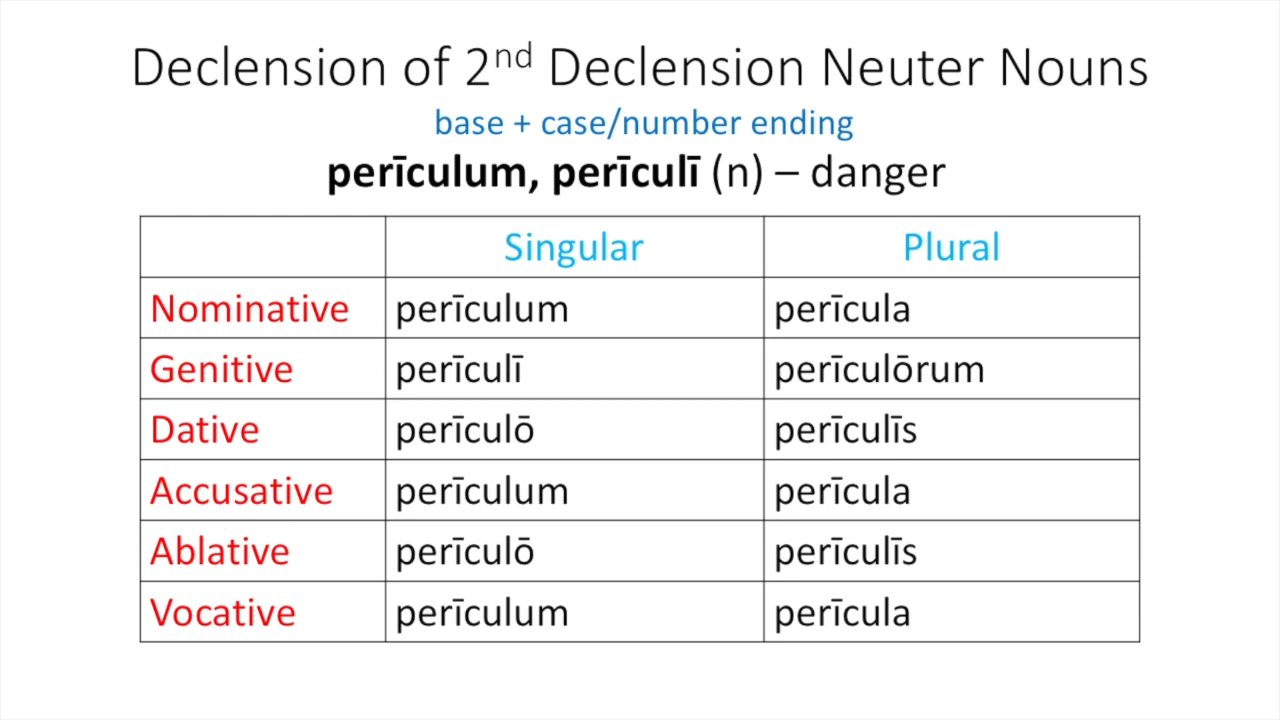 Declension of 2nd Declension Neuter Nouns
base + case/number ending
perīculum, perīculī (n) – danger
Singular Plural
Nominative perīculum perīcula
Genitive perīculī perīculōrum
Dative perīculō perīculīs
Accusative perīculum perīcula
Ablative perīculō perīculīs
Vocative perīculum perīcula